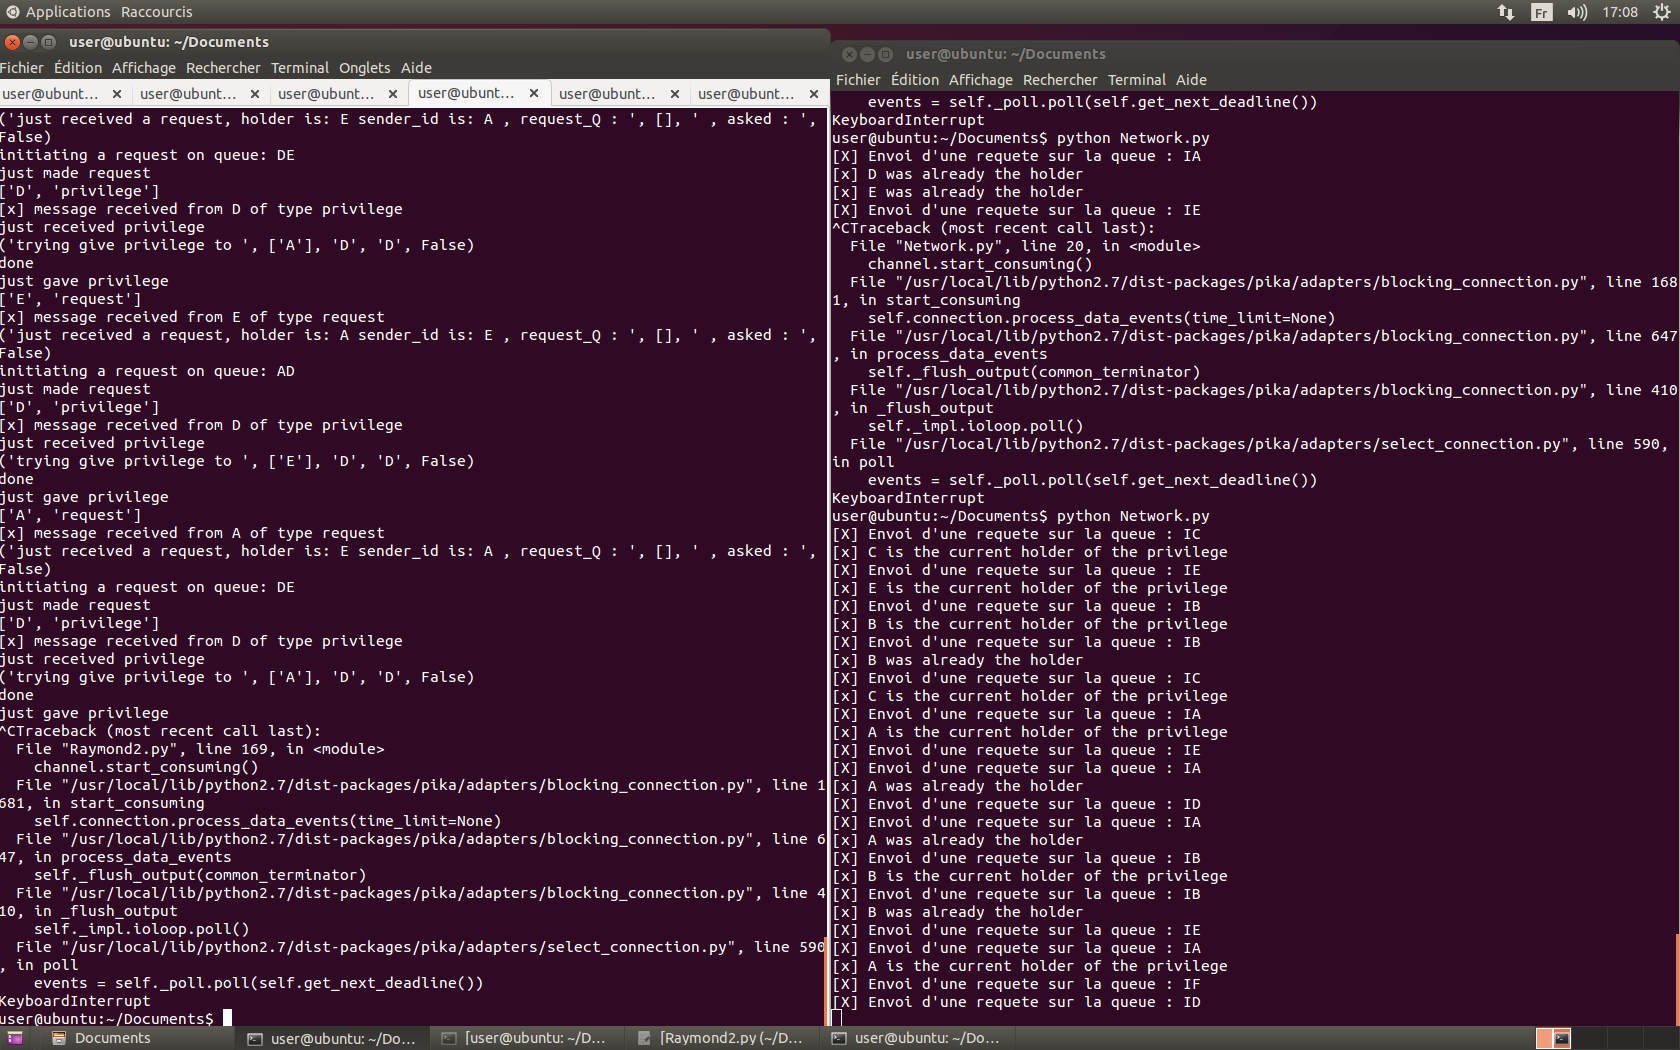 Applications Raccourcis
Fr 17:08
user@ubuntu: ~/Documents
Fichier Édition Affichage Rechercher Terminal Onglets Aide
user@ubunt... × user@ubunt... × user@ubunt... × user@ubunt... × user@ubunt... × user@ubunt... ×
('just received a request, holder is: E sender_id is: A , request_Q : ', [], ' , asked : ',
False)
initiating a request on queue: DE
just made request
['D', 'privilege']
[x] message received from D of type privilege
just received privilege
('trying give privilege to ', ['A'], 'D', 'D', False)
done
just gave privilege
['E', 'request']
[x] message received from E of type request
('just received a request, holder is: A sender_id is: E , request_Q : ', [], ' , asked : ',
False)
initiating a request on queue: AD
just made request
['D', 'privilege']
[x] message received from D of type privilege
just received privilege
('trying give privilege to ', ['E'], 'D', 'D', False)
done
just gave privilege
['A', 'request']
[x] message received from A of type request
('just received a request, holder is: E sender_id is: A , request_Q : ', [], ' , asked : ',
False)
initiating a request on queue: DE
just made request
['D', 'privilege']
[x] message received from D of type privilege
just received privilege
('trying give privilege to ', ['A'], 'D', 'D', False)
done
just gave privilege
^CTraceback (most recent call last):
  File "Raymond2.py", line 169, in <module>
    channel.start_consuming()
  File "/usr/local/lib/python2.7/dist-packages/pika/adapters/blocking_connection.py", line 1
681, in start_consuming
    self.connection.process_data_events(time_limit=None)
  File "/usr/local/lib/python2.7/dist-packages/pika/adapters/blocking_connection.py", line 6
47, in process_data_events
    self._flush_output(common_terminator)
  File "/usr/local/lib/python2.7/dist-packages/pika/adapters/blocking_connection.py", line 4
10, in _flush_output
    self._impl.ioloop.poll()
  File "/usr/local/lib/python2.7/dist-packages/pika/adapters/select_connection.py", line 590
, in poll
    events = self._poll.poll(self.get_next_deadline())
KeyboardInterrupt
user@ubuntu:~/Documents$
user@ubuntu: ~/Documents
Fichier Édition Affichage Rechercher Terminal Aide
    events = self._poll.poll(self.get_next_deadline())
KeyboardInterrupt
user@ubuntu:~/Documents$ python Network.py
[X] Envoi d'une requete sur la queue : IA
[x] D was already the holder
[x] E was already the holder
[X] Envoi d'une requete sur la queue : IE
^CTraceback (most recent call last):
  File "Network.py", line 20, in <module>
    channel.start_consuming()
  File "/usr/local/lib/python2.7/dist-packages/pika/adapters/blocking_connection.py", line 168
1, in start_consuming
    self.connection.process_data_events(time_limit=None)
  File "/usr/local/lib/python2.7/dist-packages/pika/adapters/blocking_connection.py", line 647
, in process_data_events
    self._flush_output(common_terminator)
  File "/usr/local/lib/python2.7/dist-packages/pika/adapters/blocking_connection.py", line 410
, in _flush_output
    self._impl.ioloop.poll()
  File "/usr/local/lib/python2.7/dist-packages/pika/adapters/select_connection.py", line 590,
in poll
    events = self._poll.poll(self.get_next_deadline())
KeyboardInterrupt
user@ubuntu:~/Documents$ python Network.py
[X] Envoi d'une requete sur la queue : IC
[x] C is the current holder of the privilege
[X] Envoi d'une requete sur la queue : IE
[x] E is the current holder of the privilege
[X] Envoi d'une requete sur la queue : IB
[x] B is the current holder of the privilege
[X] Envoi d'une requete sur la queue : IB
[x] B was already the holder
[X] Envoi d'une requete sur la queue : IC
[x] C is the current holder of the privilege
[X] Envoi d'une requete sur la queue : IA
[x] A is the current holder of the privilege
[X] Envoi d'une requete sur la queue : IE
[X] Envoi d'une requete sur la queue : IA
[x] A was already the holder
[X] Envoi d'une requete sur la queue : ID
[X] Envoi d'une requete sur la queue : IA
[x] A was already the holder
[X] Envoi d'une requete sur la queue : IB
[x] B is the current holder of the privilege
[X] Envoi d'une requete sur la queue : IB
[x] B was already the holder
[X] Envoi d'une requete sur la queue : IE
[X] Envoi d'une requete sur la queue : IA
[x] A is the current holder of the privilege
[X] Envoi d'une requete sur la queue : IF
[X] Envoi d'une requete sur la queue : ID
Documents user@ubuntu: ~/Do... [user@ubuntu: ~/D... [Raymond2.py (~/D... user@ubuntu: ~/Do...